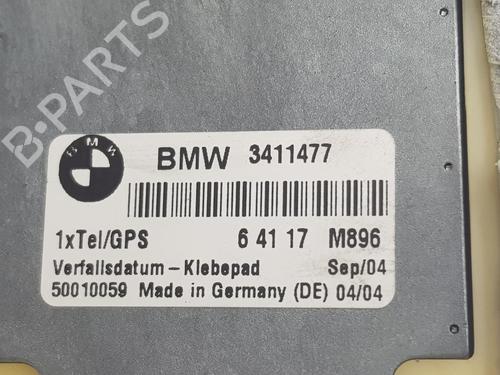 B-PARTS
BMW
BMW 3411477
1xTel/GPS 6 41 17 M896
Verfallsdatum-Klebepad Sep/04
50010059 Made in Germany (DE) 04/04